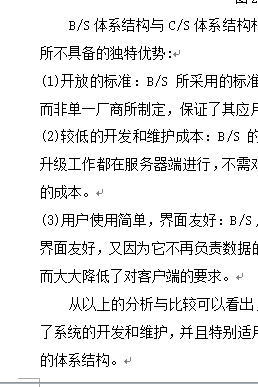 B/S体系结构与C/S体系结构
所不具备的独特优势：
(1)开放的标准：B/S 所采用的标准
而非单一厂商所制定，保证了其应
(2)较低的开发和维护成本：B/S 的
升级工作都在服务器端进行，不需
的成本。
(3)用户使用简单，界面友好：B/S
界面友好，又因为它不再负责数据的
而大大降低了对客户端的要求。
从以上的分析与比较可以看出，
了系统的开发和维护，并且特别适
的体系结构。